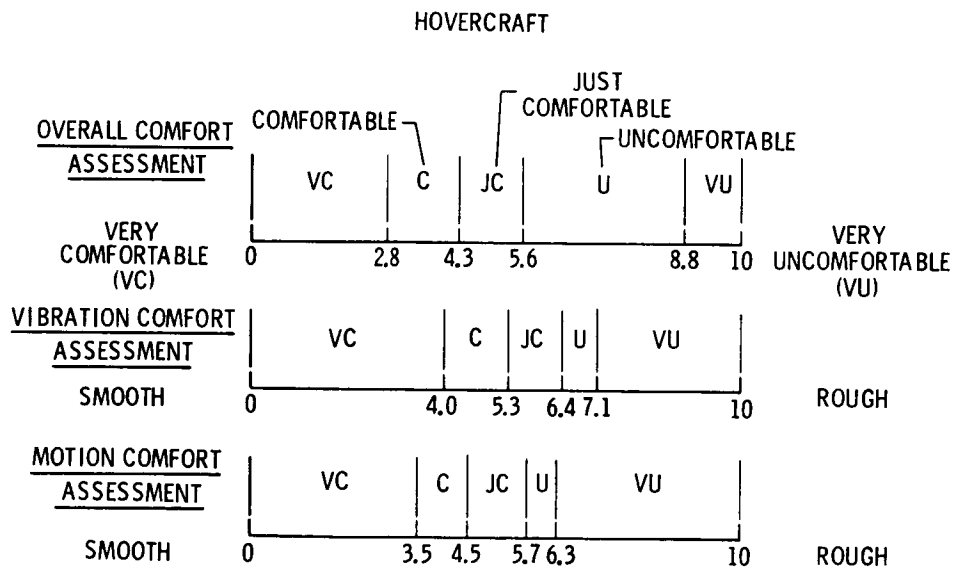 HOVERCRAFT
JUST
COMFORTABLE
COMFORTABLE
UNCOMFORTABLE
OVERALL COMFORT
ASSESSMENT
VC C JC U VU
VERY
COMFORTABLE
(VC)
0 2.8 4.3 5.6 8.8 10
VERY
UNCOMFORTABLE
(VU)
VIBRATION COMFORT
ASSESSMENT
VC C JC U VU
SMOOTH 0 4.0 5.3 6.4 7.1 10 ROUGH
MOTION COMFORT
ASSESSMENT
VC C JC U VU
SMOOTH 0 3.5 4.5 5.7 6.3 10 ROUGH